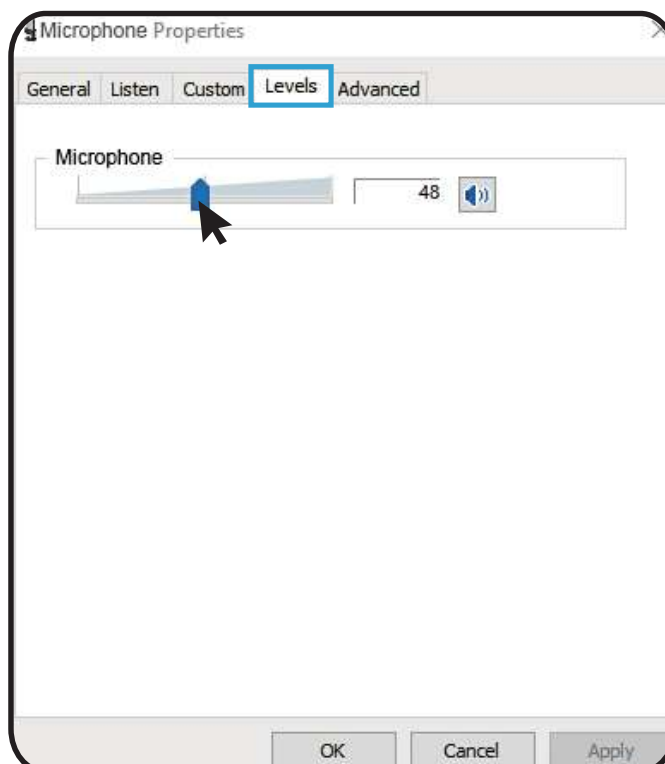 Microphone Properties
General Listen Custom Levels Advanced
Microphone
48
OK Cancel Apply